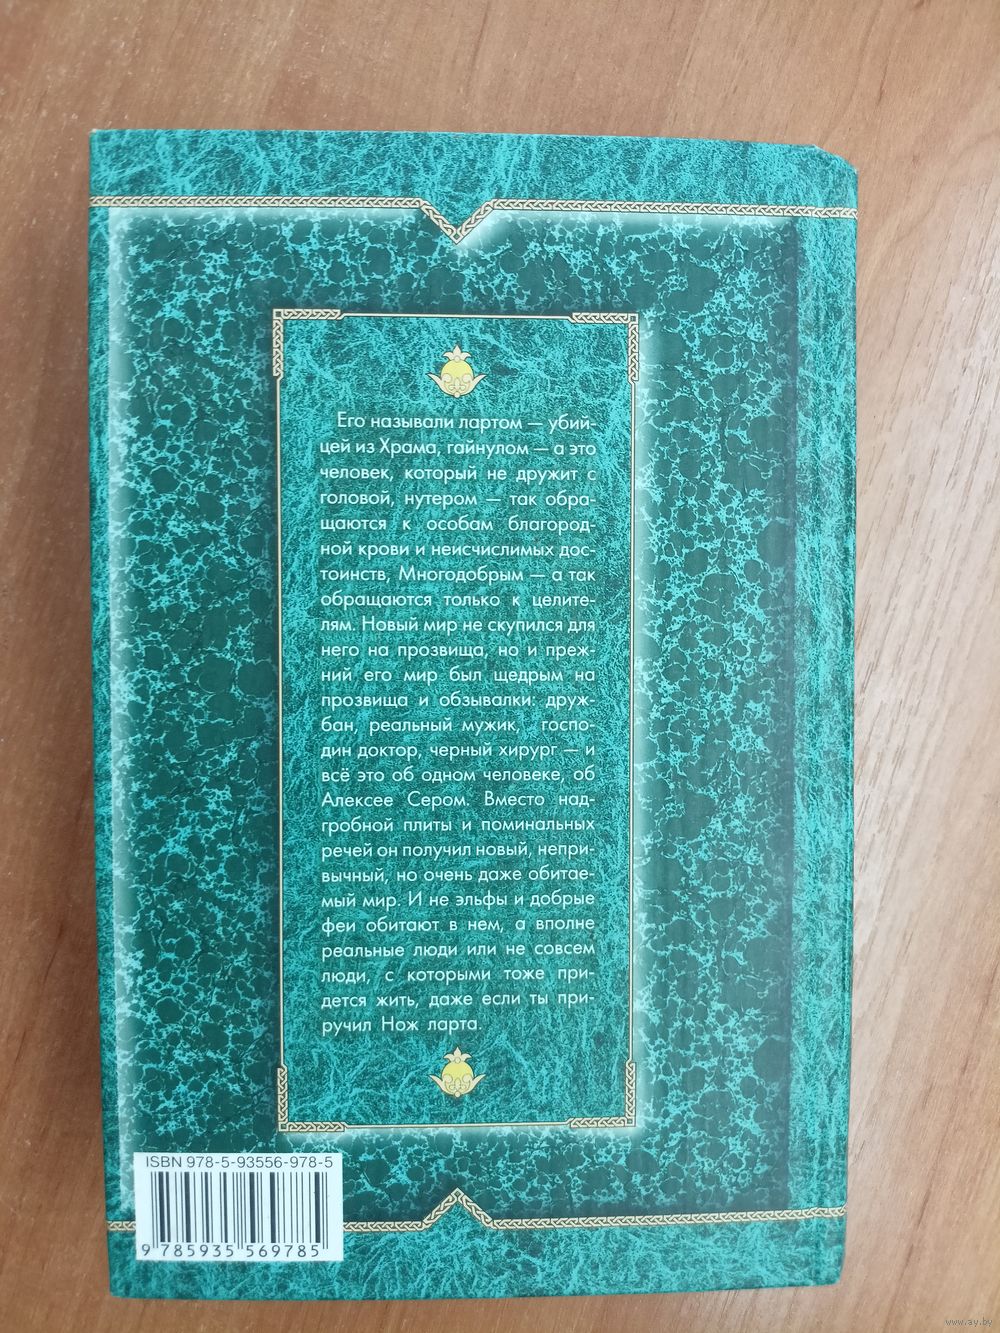 Его называли лартом — убий-
цей из Храма, гайнулом — а это
человек, который не дружит с
головой, нутером — так обра-
щаются к особам благород-
ной крови и неисчислимых дос-
тоинств, Многодобрым — а так
обращаются только к целите-
лям. Новый мир не скупился для
него на прозвища, но и преж-
ний его мир был щедрым на
прозвища и обзывалки: друж-
бан, реальный мужик, госпо-
дин доктор, черный хирург — и
всё это об одном человеке, об
Алексее Сером. Вместо над-
гробной плиты и поминальных
речей он получил новый, непри-
вычный, но очень даже обитае-
мый мир. И не эльфы и добрые
феи обитают в нем, а вполне
реальные люди или не совсем
люди, с которыми тоже при-
дется жить, даже если ты при-
ручил Нож ларта.
ISBN 978-5-93556-978-5
9 785935 569785
www.ay.by